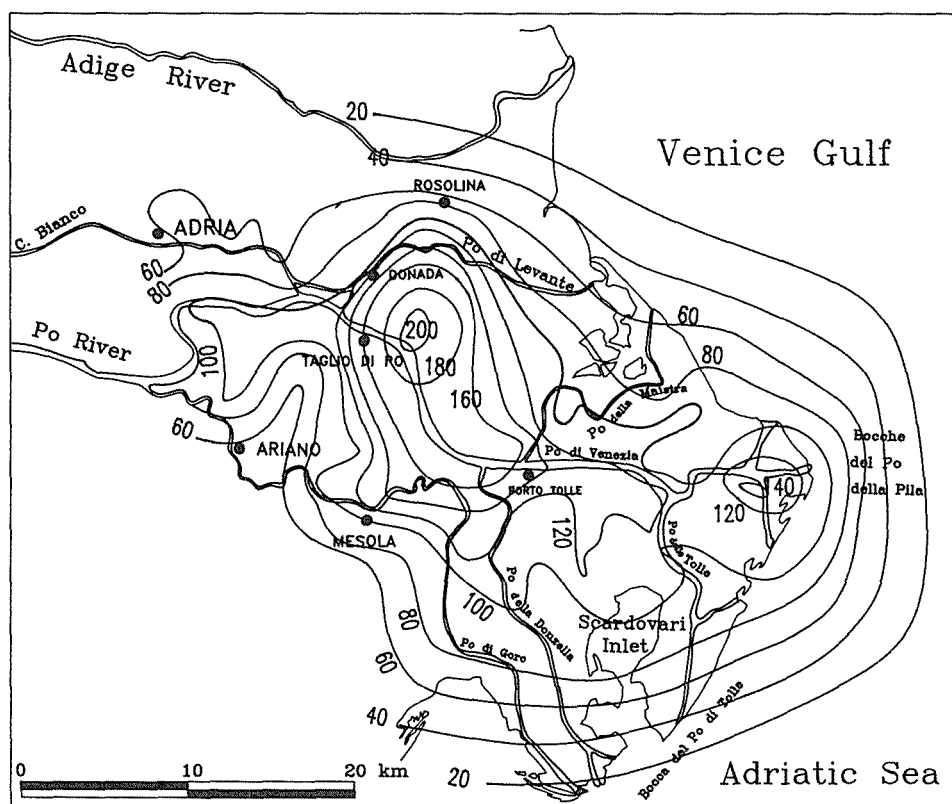 Adige River
20
Venice Gulf
40
ROSOLINA
C. Bianco
ADRIA
Po di Levante
60
DONADA
80
60
Po River
200
100
TAGLIO DI PO
180
80
160
Po della Maistra
60
ARIANO
Po di Venezia
Bocche
del Po
della Pila
PORTO TOLLE
40
120
MESOLA
120
Po delle Tolle
Po della Donzella
100
80
Scardovari
Inlet
Po di Goro
60
40
Bocca del Po di Tolle
km
0 10 20
20
Adriatic Sea